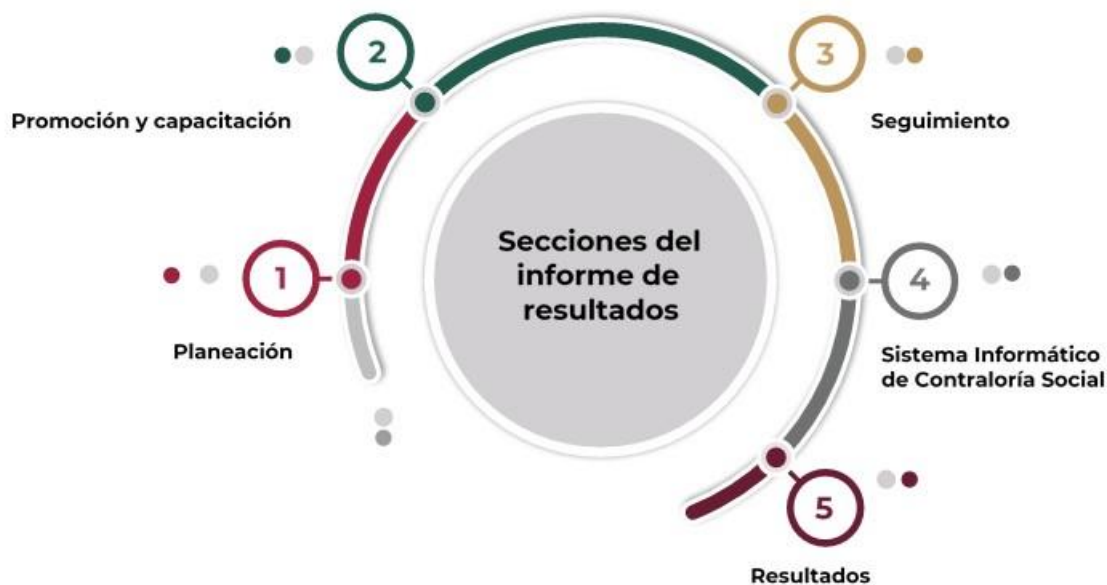 Secciones del
informe de
resultados
1
Planeación
2
Promoción y capacitación
3
Seguimiento
4
Sistema Informático
de Contraloría Social
5
Resultados